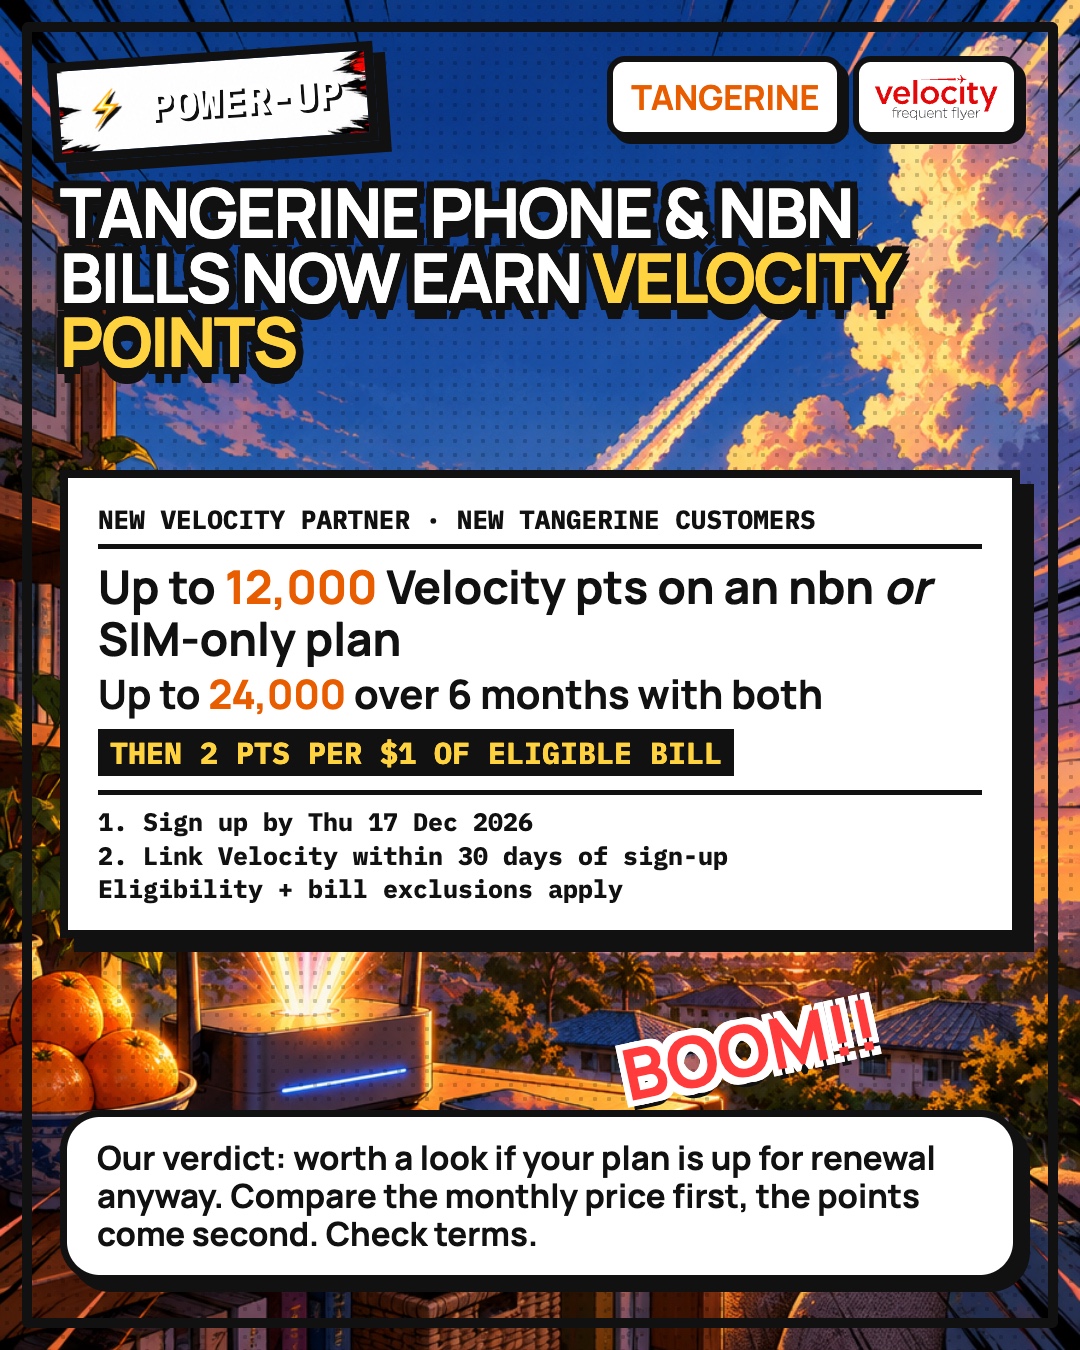 ⚡ POWER-UP
TANGERINE
velocity
frequent flyer
TANGERINE PHONE & NBN
BILLS NOW EARN VELOCITY
POINTS
NEW VELOCITY PARTNER · NEW TANGERINE CUSTOMERS
Up to 12,000 Velocity pts on an nbn or
SIM-only plan
Up to 24,000 over 6 months with both
THEN 2 PTS PER $1 OF ELIGIBLE BILL
1. Sign up by Thu 17 Dec 2026
2. Link Velocity within 30 days of sign-up
Eligibility + bill exclusions apply
BOOM!!!
Our verdict: worth a look if your plan is up for renewal
anyway. Compare the monthly price first, the points
come second. Check terms.